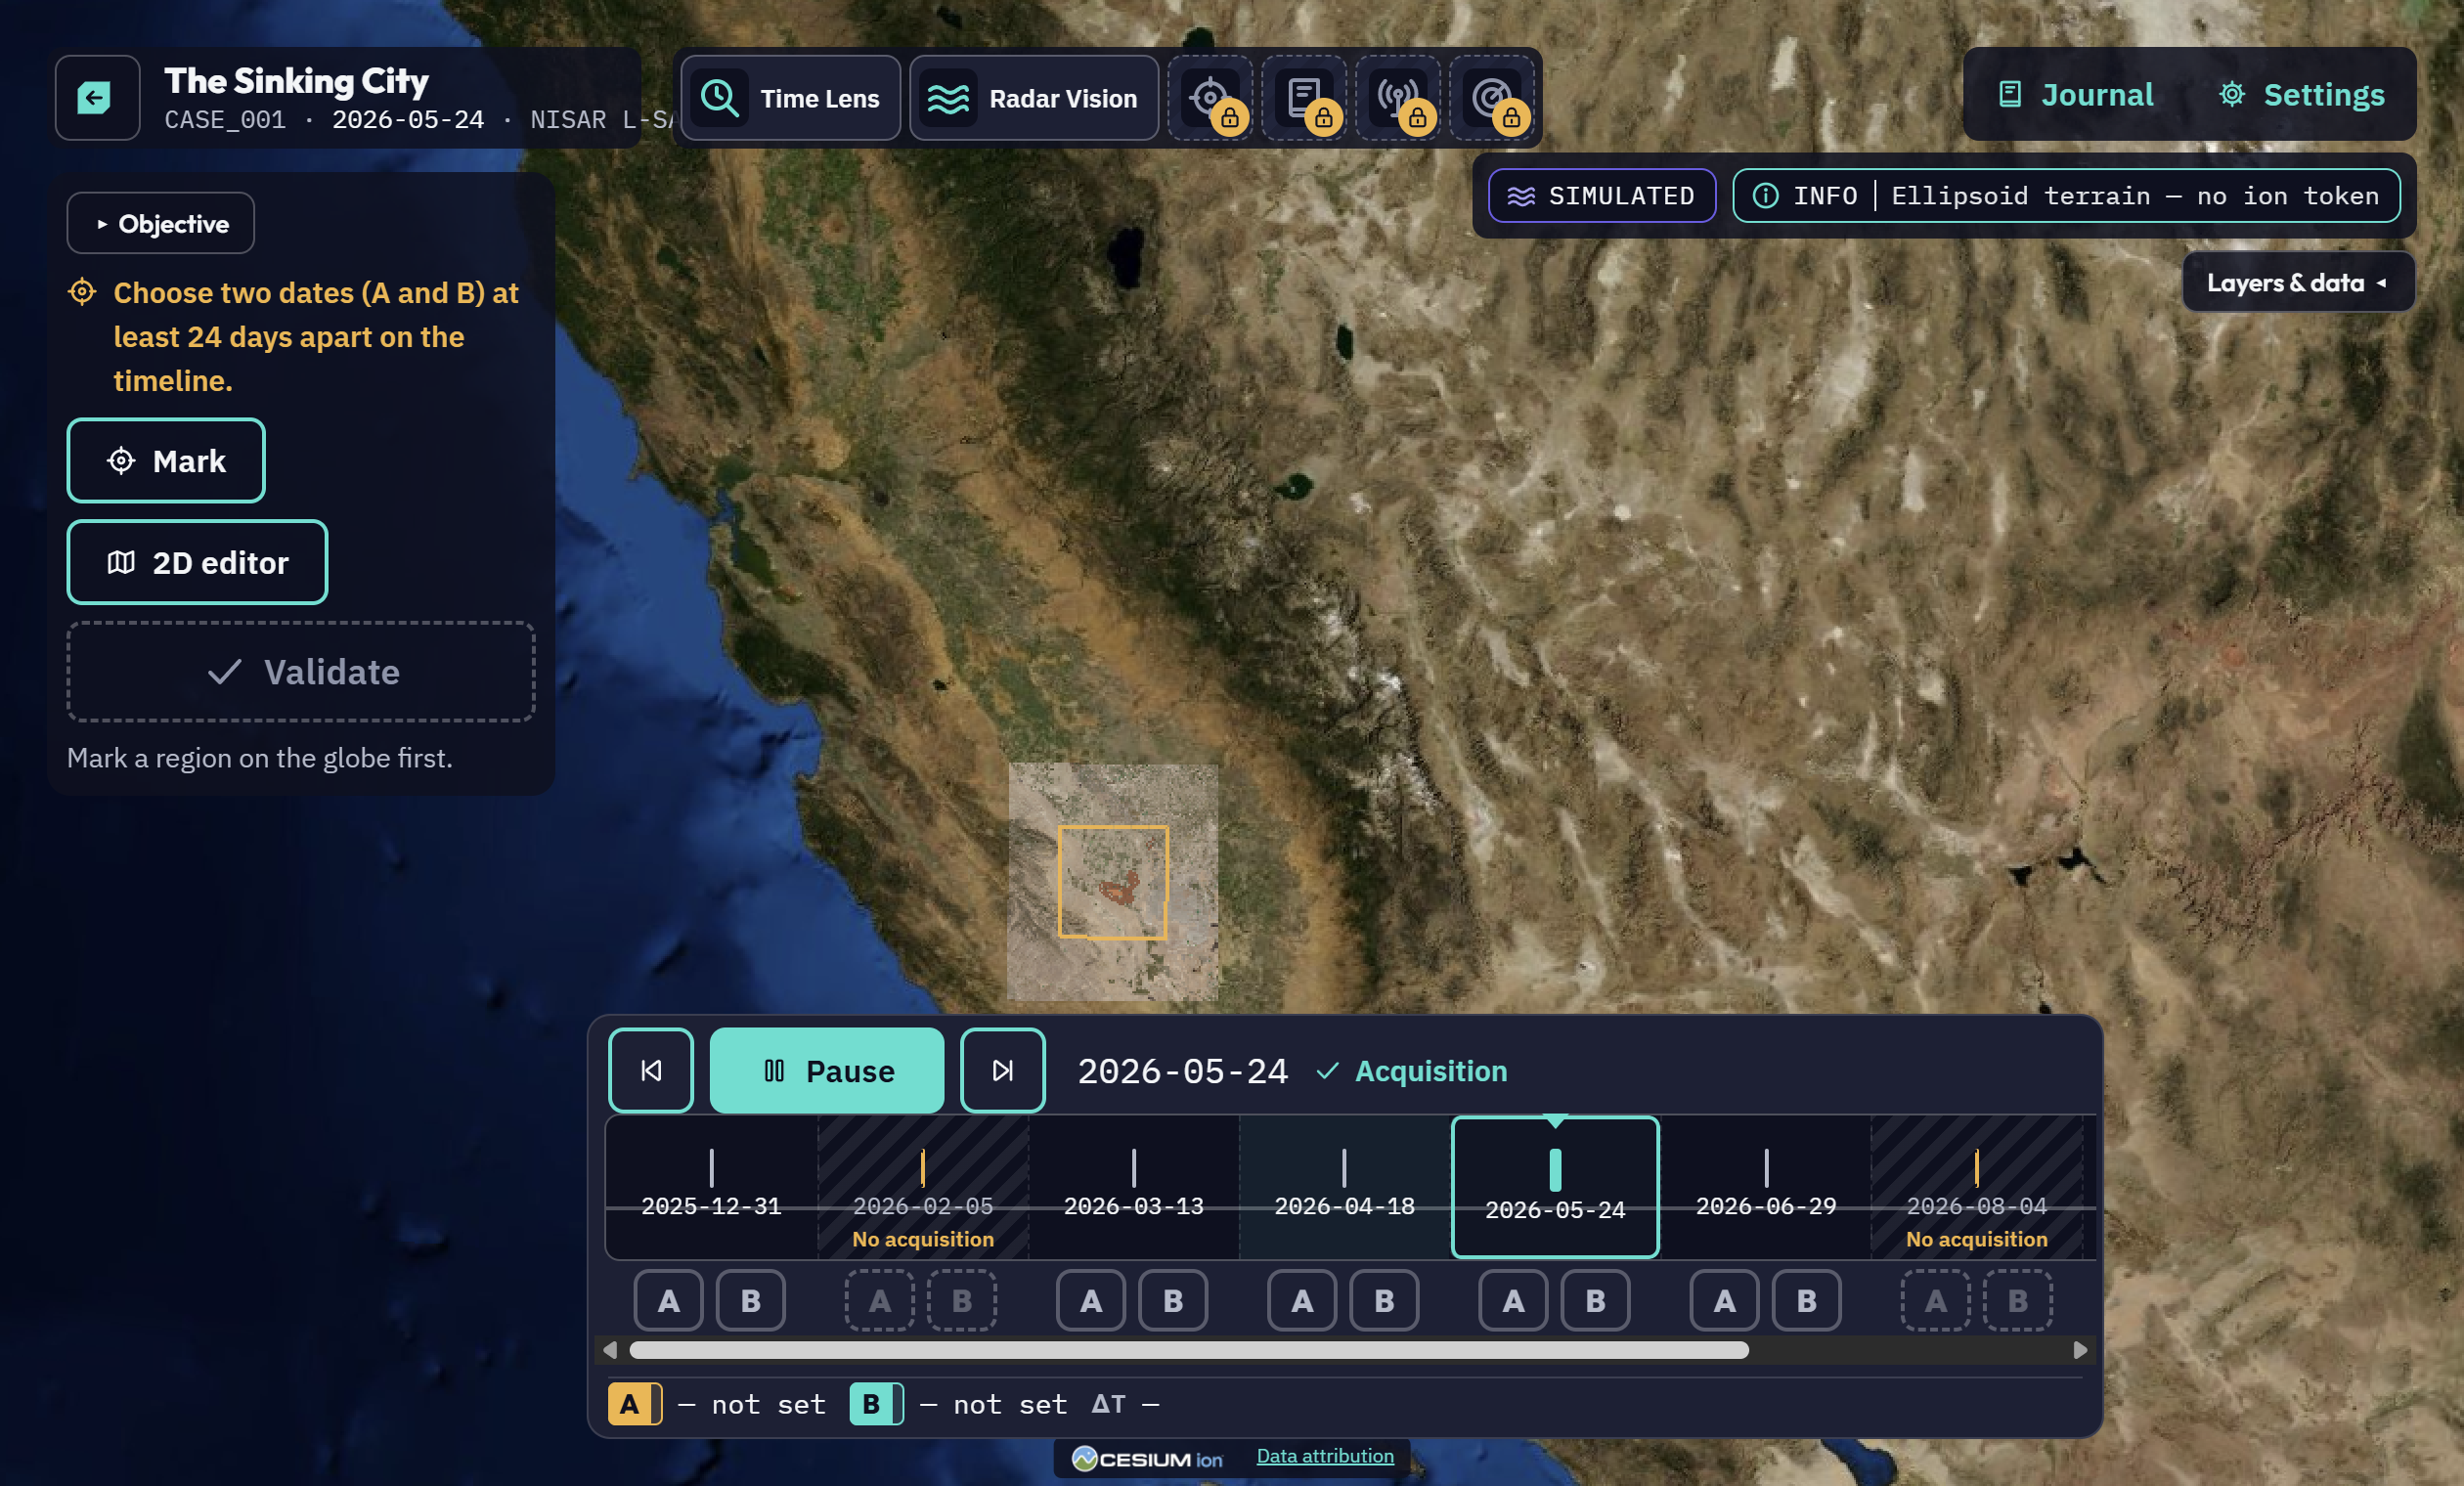 The Sinking City
CASE_001 · 2026-05-24 · NISAR L-SA
Time Lens
Radar Vision
Journal
Settings
SIMULATED
INFO | Ellipsoid terrain — no ion token
Layers & data
Objective
Choose two dates (A and B) at
least 24 days apart on the
timeline.
Mark
2D editor
Validate
Mark a region on the globe first.
Pause
2026-05-24
Acquisition
2025-12-31
2026-02-05
No acquisition
2026-03-13
2026-04-18
2026-05-24
2026-06-29
2026-08-04
No acquisition
A B A B A B A B A B A B A B
A — not set B — not set ΔT —
CESIUM ion
Data attribution